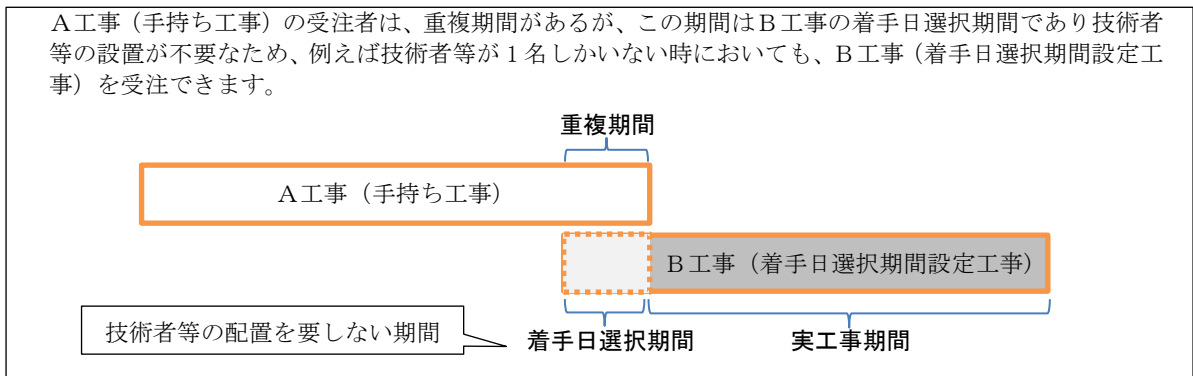 A工事(手持ち工事)の受注者は、重複期間があるが、この期間はB工事の着手日選択期間であり技術者
等の設置が不要なため、例えば技術者等が1名しかいない時においても、B工事(着手日選択期間設定工
事)を受注できます。
重複期間
A工事(手持ち工事)
B工事(着手日選択期間設定工事)
技術者等の配置を要しない期間
着手日選択期間
実工事期間